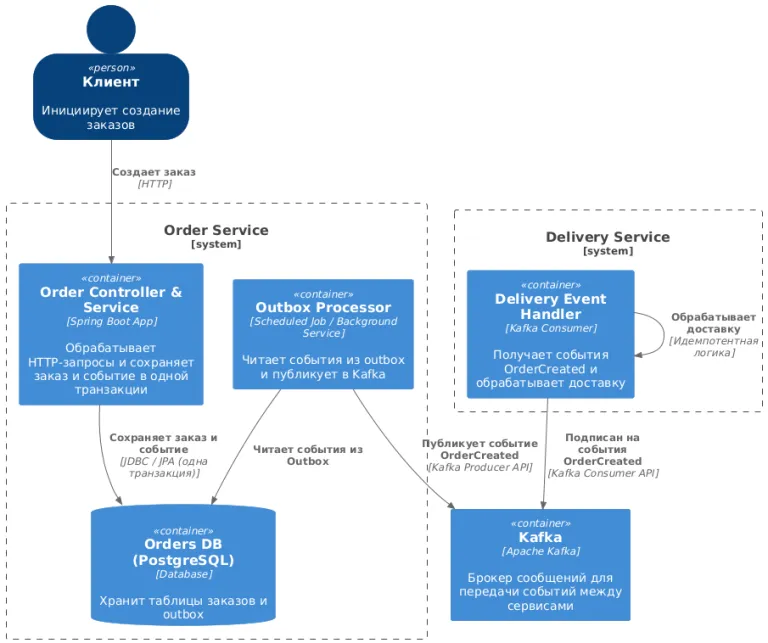 «person»
Клиент
Инициирует создание
заказов
Создает заказ
[HTTP]
Order Service
[system]
Delivery Service
[system]
«container»
Order Controller &
Service
[Spring Boot App]
Обрабатывает
HTTP-запросы и сохраняет
заказ и событие в одной
транзакции
«container»
Outbox Processor
[Scheduled Job / Background
Service]
Читает события из outbox
и публикует в Kafka
«container»
Delivery Event
Handler
[Kafka Consumer]
Получает события
OrderCreated и
обрабатывает доставку
Обрабатывает
доставку
[Идемпотентная
логика]
Сохраняет заказ и
событие
[JDBC / JPA (одна
транзакция)]
Читает события из
Outbox
Публикует событие
OrderCreated
[Kafka Producer API]
Подписан на
события
OrderCreated
[Kafka Consumer API]
«container»
Orders DB
(PostgreSQL)
[Database]
Хранит таблицы заказов и
outbox
«container»
Kafka
[Apache Kafka]
Брокер сообщений для
передачи событий между
сервисами